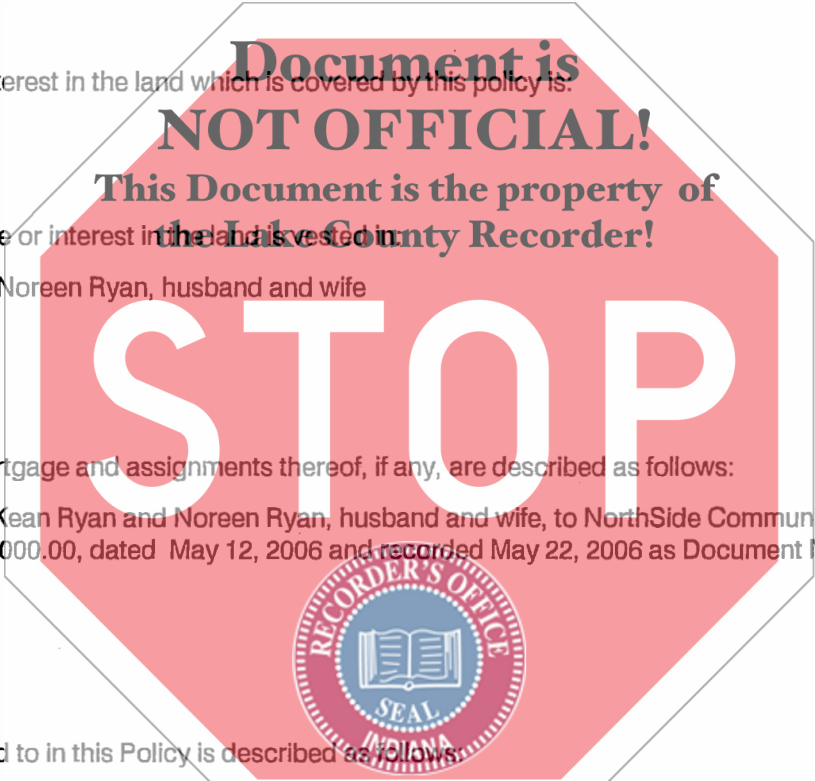 Document is
erest in the land which is covered by this policy is:
NOT OFFICIAL!
This Document is the property of
the Lake County Recorder!
or interest in the land is vested in:
Noreen Ryan, husband and wife
STOP
tgage and assignments thereof, if any, are described as follows:
Kean Ryan and Noreen Ryan, husband and wife, to NorthSide Commun
000.00, dated May 12, 2006 and recorded May 22, 2006 as Document
RECORDER'S OFFICE
SEAL
INDIANA
d to in this Policy is described as follows: